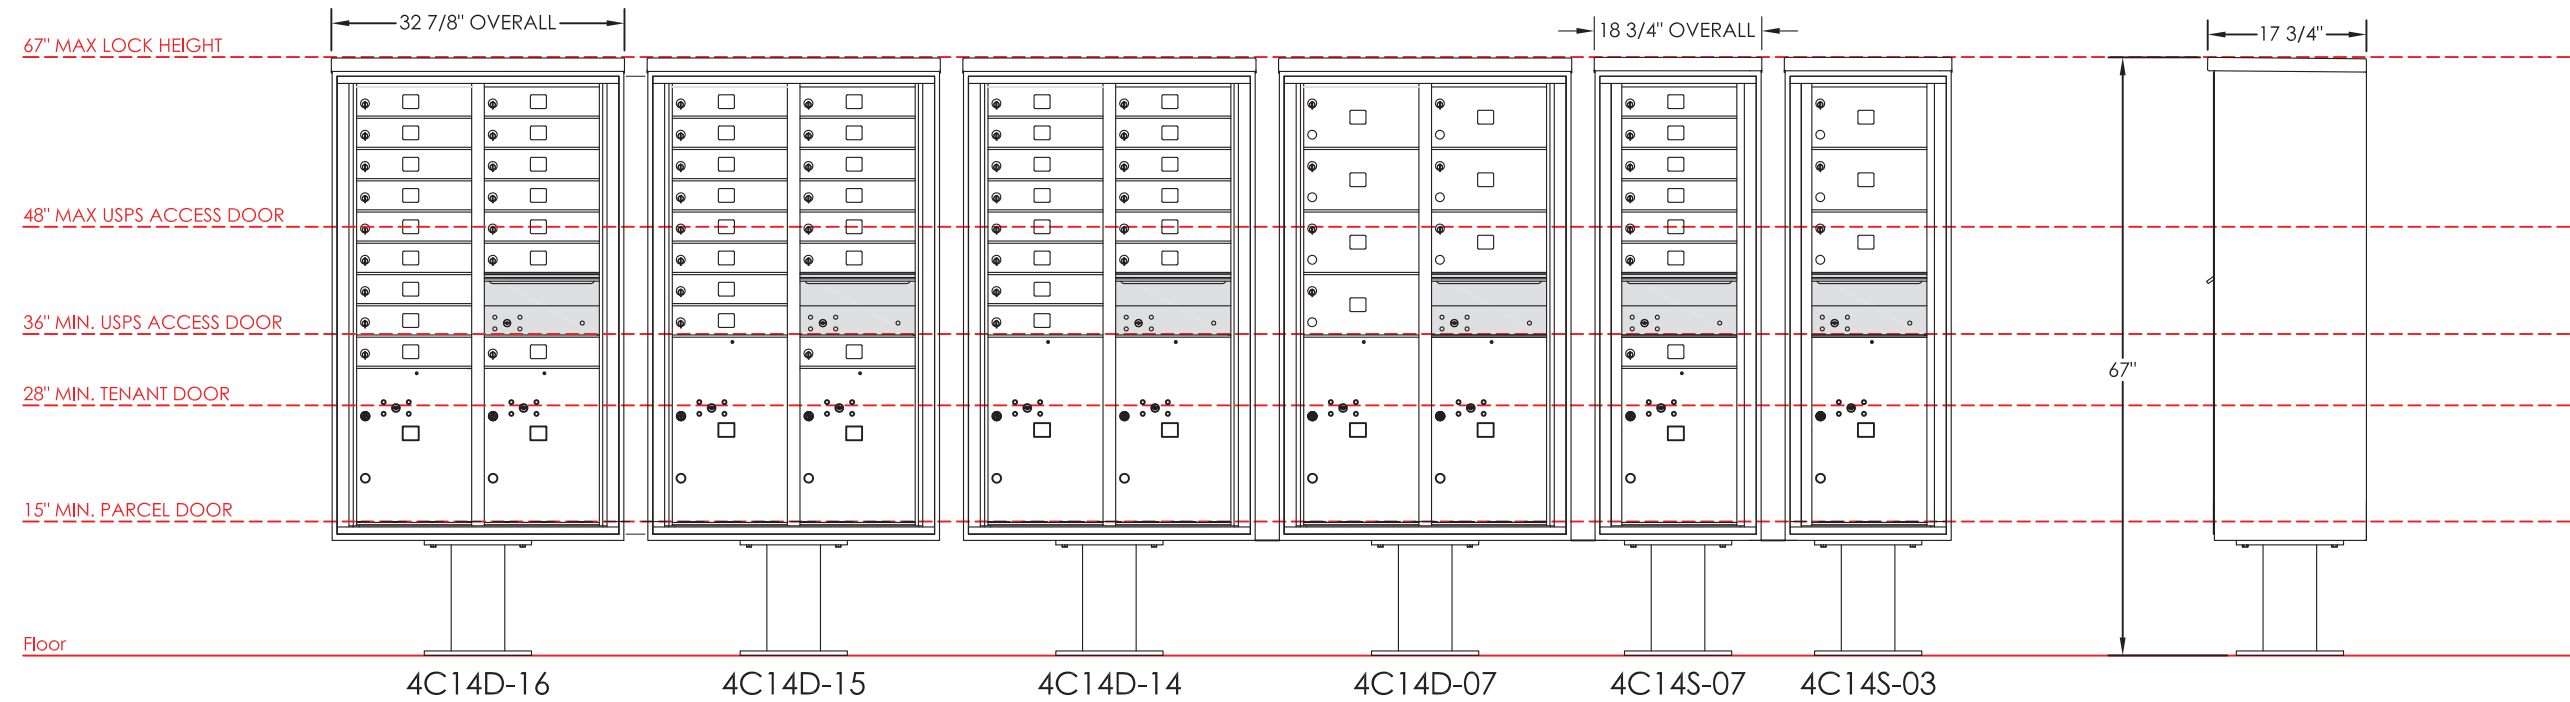 32 7/8" OVERALL
18 3/4" OVERALL
17 3/4"
67" MAX LOCK HEIGHT
48" MAX USPS ACCESS DOOR
36" MIN. USPS ACCESS DOOR
67"
28" MIN. TENANT DOOR
15" MIN. PARCEL DOOR
Floor
4C14D-16
4C14D-15
4C14D-14
4C14D-07
4C14S-07
4C14S-03